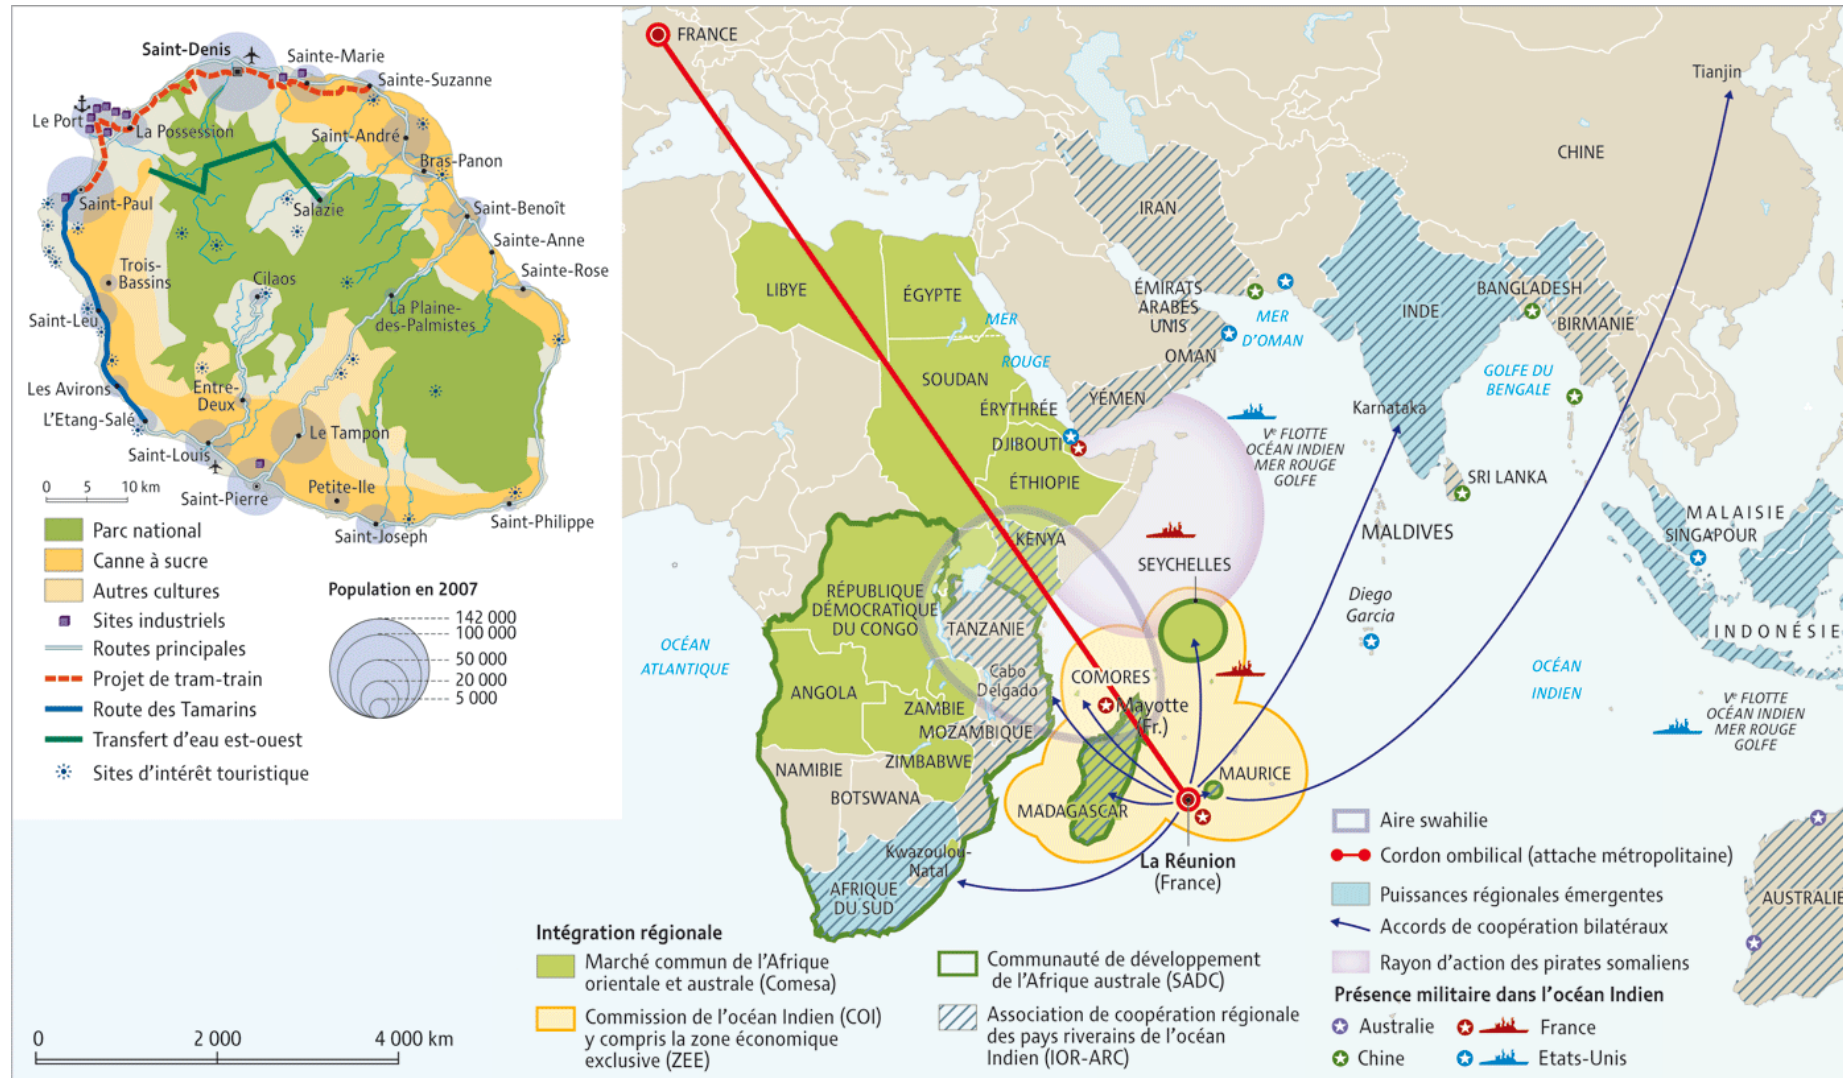 Saint-Denis
Sainte-Marie
Sainte-Suzanne
Le Port
La Possession
Saint-André
Bras-Panon
Saint-Paul
Salazie
Saint-Benoît
Sainte-Anne
Trois-
Bassins
Cilaos
Sainte-Rose
Saint-Leu
La Plaine-
des-Palmistes
Les Avirons
Entre-
Deux
L'Etang-Salé
Le Tampon
Saint-Louis
Saint-Pierre
Petite-Ile
Saint-Philippe
Saint-Joseph
0 5 10 km
Parc national
Canne à sucre
Autres cultures
Sites industriels
Routes principales
Projet de tram-train
Route des Tamarins
Transfert d'eau est-ouest
Sites d'intérêt touristique
Population en 2007
142 000
100 000
50 000
20 000
5 000
FRANCE
Tianjin
CHINE
IRAN
LIBYE
ÉGYPTE
ÉMIRATS
ARABES
UNIS
MER
ROUGE
MER
D'OMAN
OMAN
INDE
BANGLADESH
BIRMANIE
SOUDAN
ÉRYTHRÉE
YÉMEN
GOLFE DU
BENGALE
Karnataka
DJIBOUTI
Ve FLOTTE
OCÉAN INDIEN
MER ROUGE
GOLFE
ÉTHIOPIE
SRI LANKA
KENYA
MALDIVES
MALAISIE
SINGAPOUR
SEYCHELLES
RÉPUBLIQUE
DÉMOCRATIQUE
DU CONGO
TANZANIE
Diego
Garcia
INDONÉSIE
OCÉAN
ATLANTIQUE
OCÉAN
INDIEN
ANGOLA
Cabo
Delgado
COMORES
Mayotte
(Fr.)
ZAMBIE
MOZAMBIQUE
Ve FLOTTE
OCÉAN INDIEN
MER ROUGE
GOLFE
NAMIBIE
ZIMBABWE
BOTSWANA
MADAGASCAR
MAURICE
La Réunion
(France)
Kwazoulou-
Natal
AFRIQUE
DU SUD
AUSTRALIE
Intégration régionale
Marché commun de l'Afrique
orientale et australe (Comesa)
Commission de l'océan Indien (COI)
y compris la zone économique
exclusive (ZEE)
Communauté de développement
de l'Afrique australe (SADC)
Association de coopération régionale
des pays riverains de l'océan
Indien (IOR-ARC)
Aire swahilie
Cordon ombilical (attache métropolitaine)
Puissances régionales émergentes
Accords de coopération bilatéraux
Rayon d'action des pirates somaliens
Présence militaire dans l'océan Indien
Australie
France
Chine
Etats-Unis
0 2 000 4 000 km